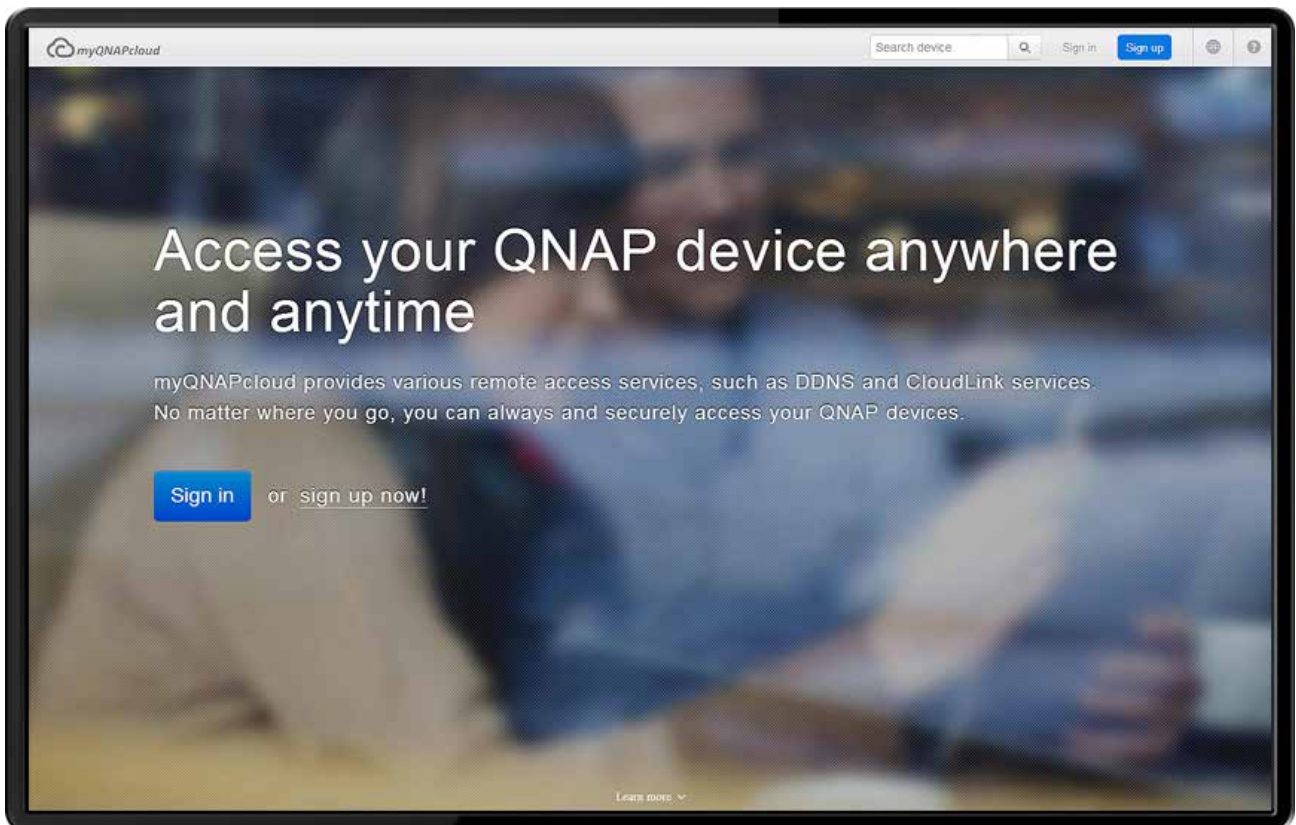 myQNAPcloud
Search device
Sign in
Sign up
Access your QNAP device anywhere
and anytime
myQNAPcloud provides various remote access services, such as DDNS and CloudLink services.
No matter where you go, you can always and securely access your QNAP devices.
Sign in or sign up now!
Learn more